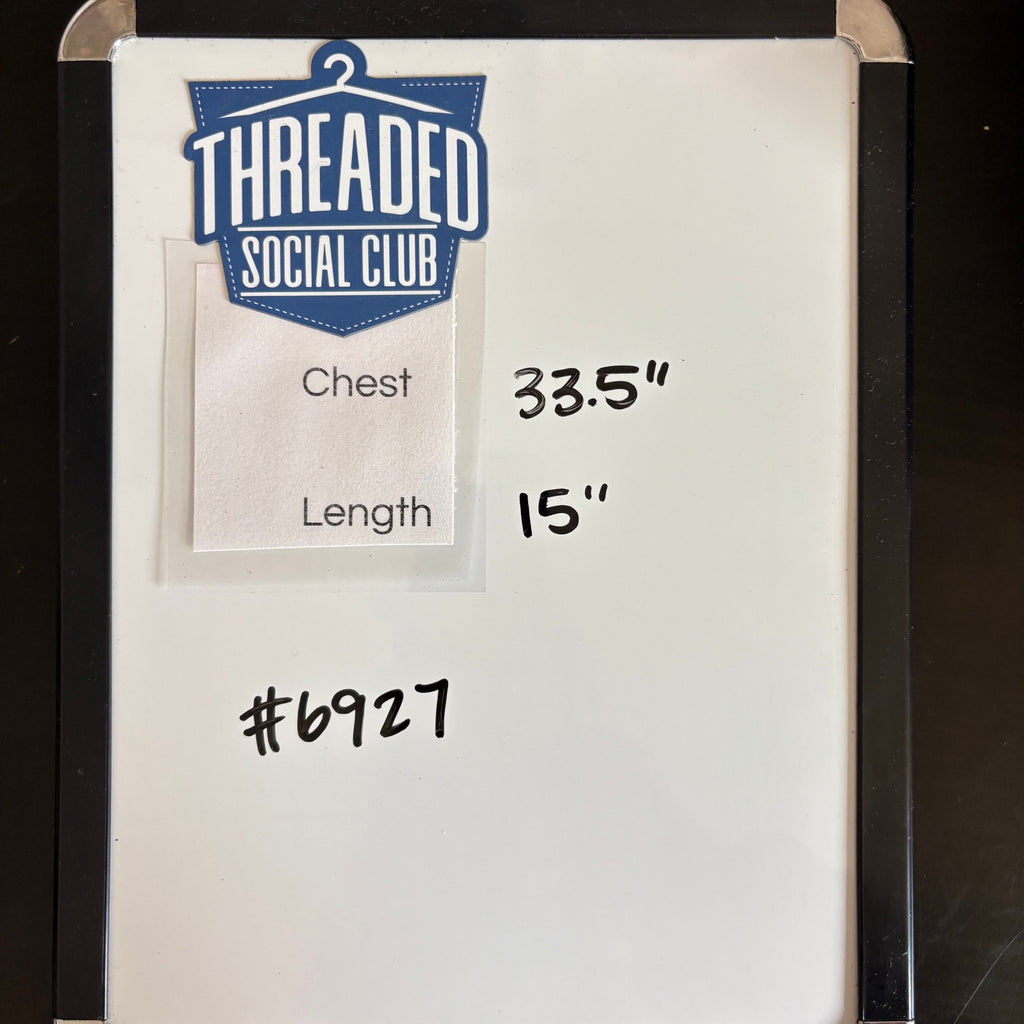 THREADED
SOCIAL CLUB
Chest 33.5"
Length 15"
#6927